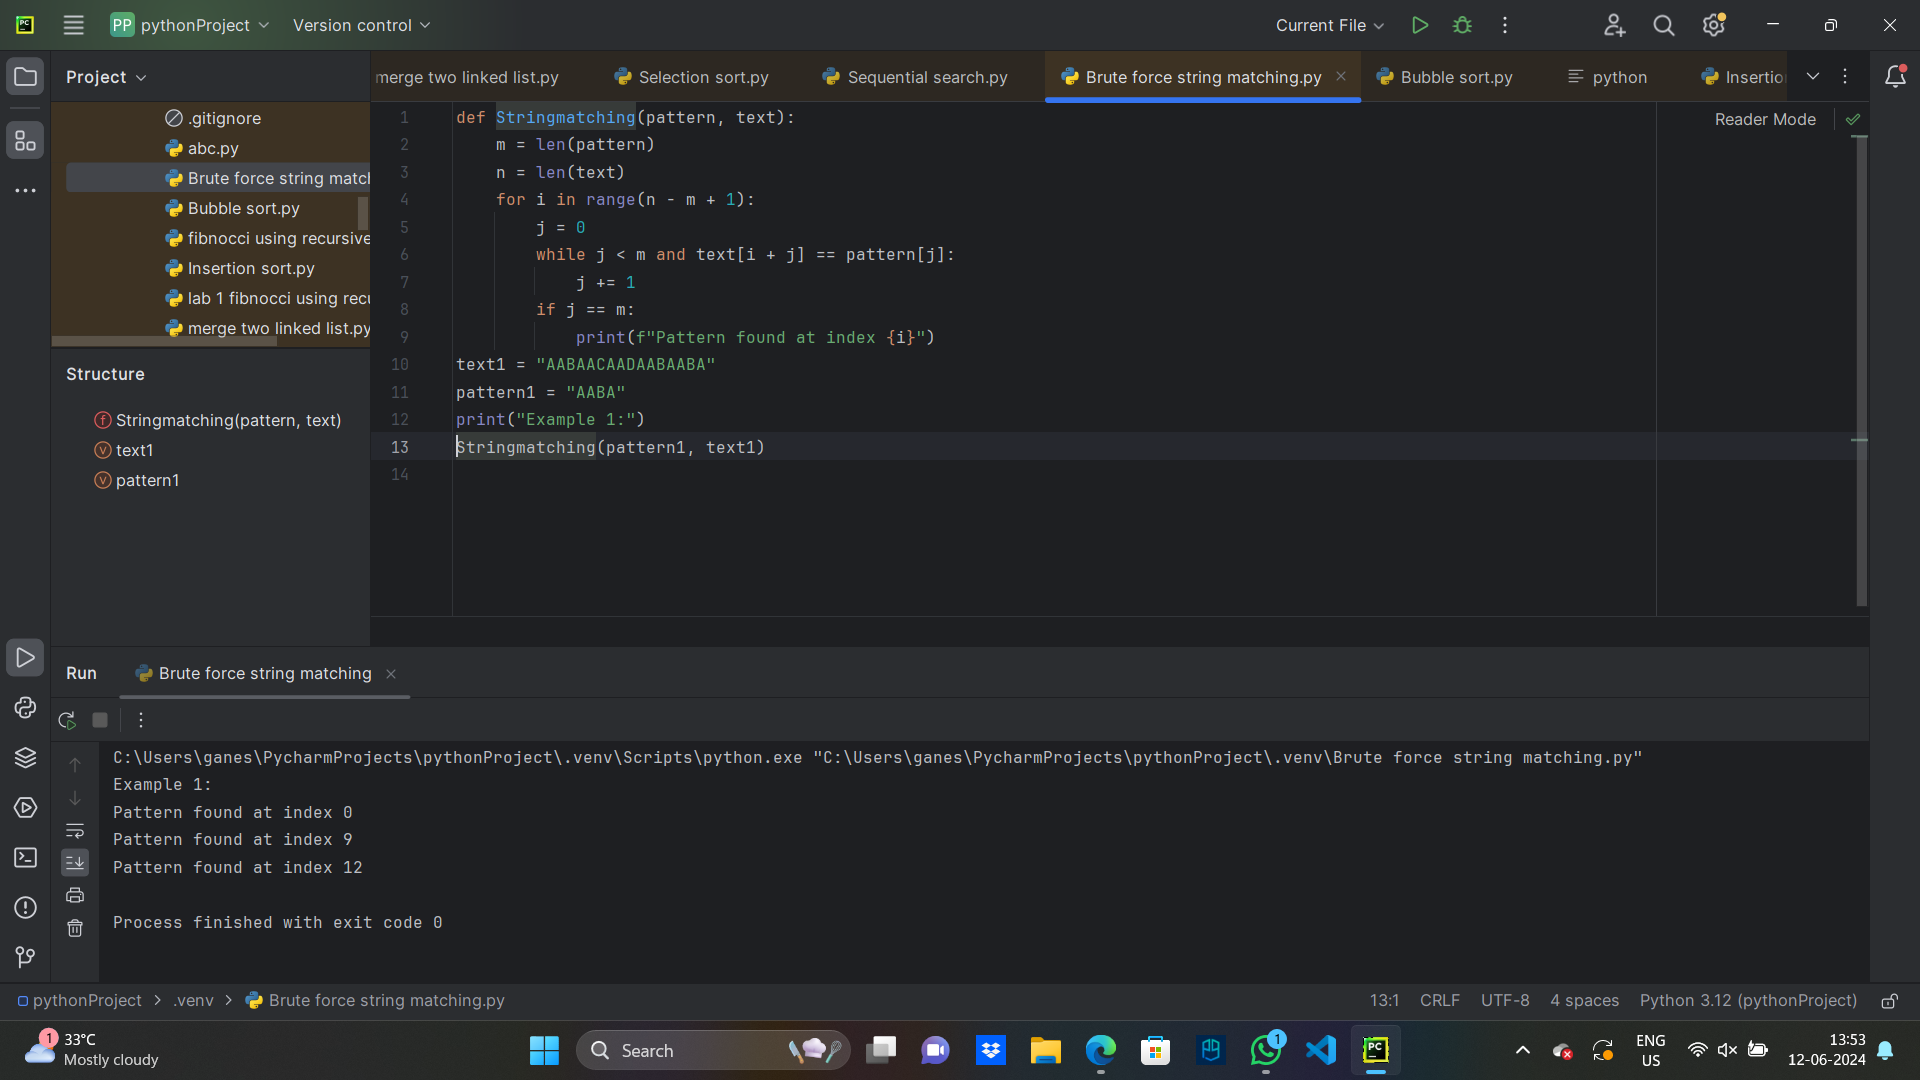 PP pythonProject Version control Current File
Project
merge two linked list.py Selection sort.py Sequential search.py Brute force string matching.py Bubble sort.py python Insertio
.gitignore
abc.py
Brute force string matcl
Bubble sort.py
fibnocci using recursive
Insertion sort.py
lab 1 fibnocci using recu
merge two linked list.py
Structure
Stringmatching(pattern, text)
text1
pattern1
Reader Mode
1 def Stringmatching(pattern, text):
2 m = len(pattern)
3 n = len(text)
4 for i in range(n - m + 1):
5 j = 0
6 while j < m and text[i + j] == pattern[j]:
7 j += 1
8 if j == m:
9 print(f"Pattern found at index {i}")
10 text1 = "AABAACAADAABAABA"
11 pattern1 = "AABA"
12 print("Example 1:")
13 Stringmatching(pattern1, text1)
14
Run Brute force string matching
C:\Users\ganes\PycharmProjects\pythonProject\.venv\Scripts\python.exe "C:\Users\ganes\PycharmProjects\pythonProject\.venv\Brute force string matching.py"
Example 1:
Pattern found at index 0
Pattern found at index 9
Pattern found at index 12
Process finished with exit code 0
pythonProject > .venv > Brute force string matching.py 13:1 CRLF UTF-8 4 spaces Python 3.12 (pythonProject)
1 33°C
Mostly cloudy
Search
1
PC
ENG
US
13:53
12-06-2024